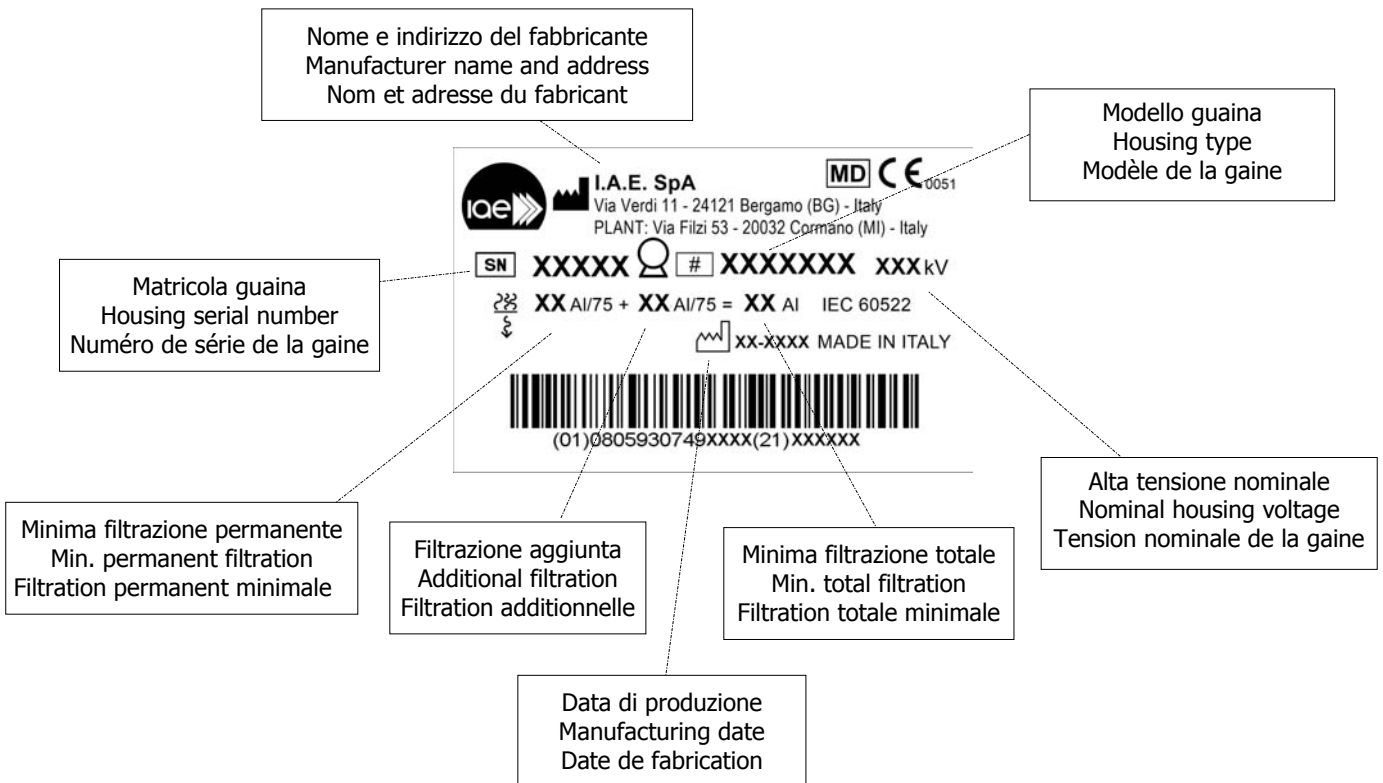 Nome e indirizzo del fabbricante
Manufacturer name and address
Nom et adresse du fabricant
Modello guaina
Housing type
Modèle de la gaine
iae
I.A.E. SpA
MD CE 0051
Via Verdi 11 - 24121 Bergamo (BG) - Italy
PLANT: Via Filzi 53 - 20032 Cormano (MI) - Italy
SN XXXXX # XXXXXXX XXX kV
XX Al/75 + XX Al/75 = XX Al IEC 60522
XX-XXXX MADE IN ITALY
(01)0805930749XXXX(21)XXXXXX
Matricola guaina
Housing serial number
Numéro de série de la gaine
Minima filtrazione permanente
Min. permanent filtration
Filtration permanent minimale
Filtrazione aggiunta
Additional filtration
Filtration additionnelle
Minima filtrazione totale
Min. total filtration
Filtration totale minimale
Alta tensione nominale
Nominal housing voltage
Tension nominale de la gaine
Data di produzione
Manufacturing date
Date de fabrication